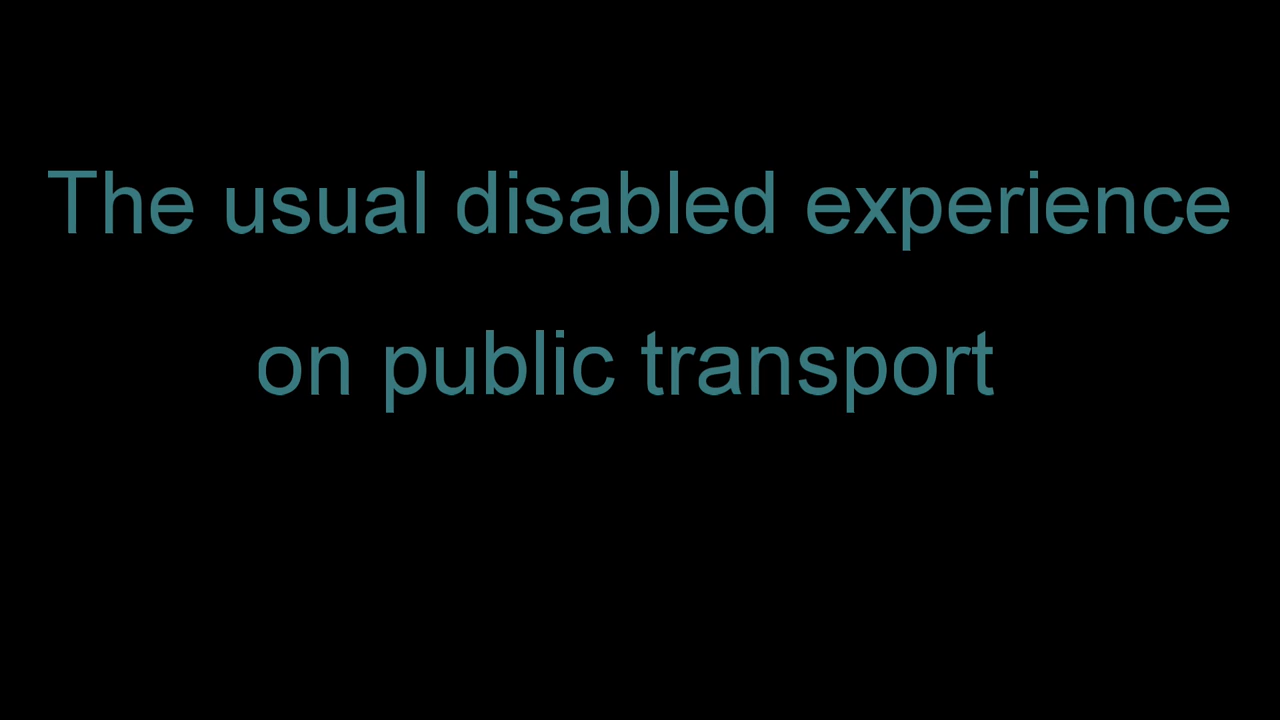 The usual disabled experience
on public transport